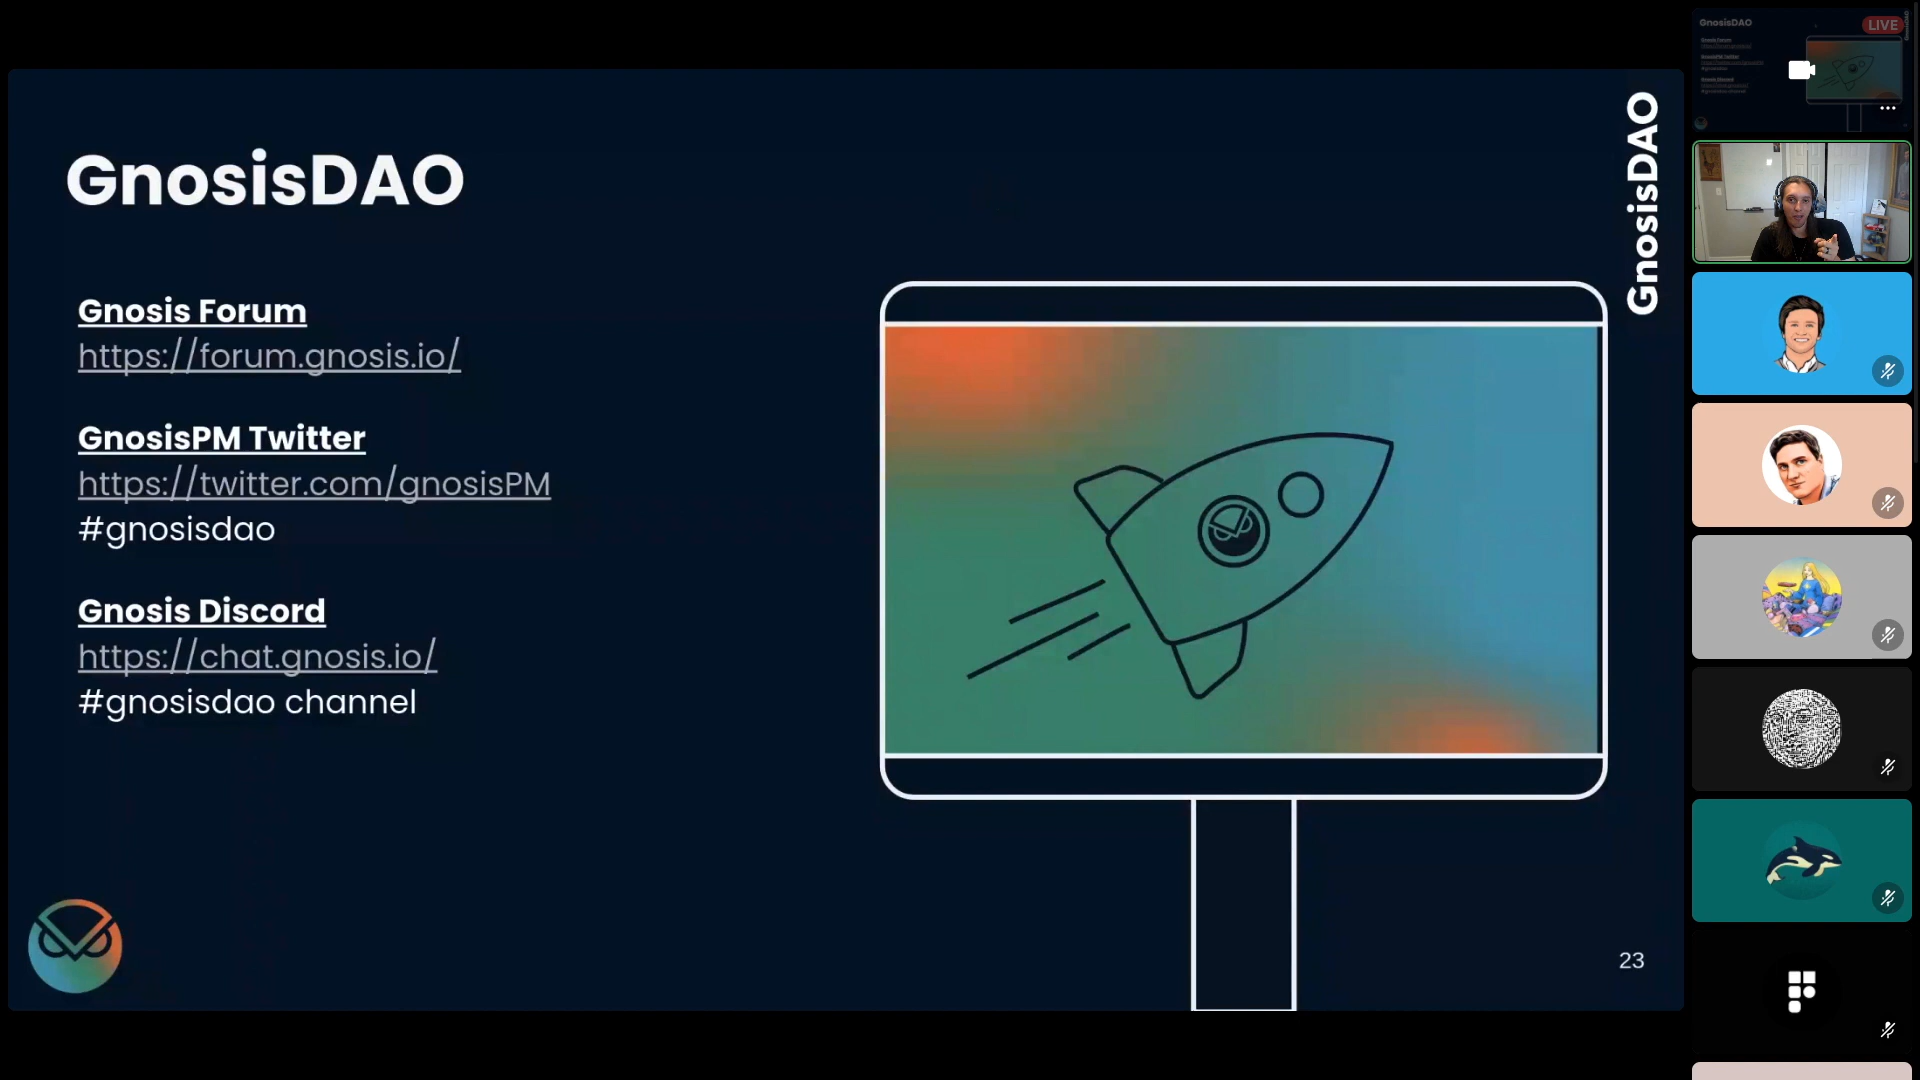 GnosisDAO
GnosisDAO
Gnosis Forum
https://forum.gnosis.io/
GnosisPM Twitter
https://twitter.com/gnosisPM
#gnosisdao
Gnosis Discord
https://chat.gnosis.io/
#gnosisdao channel
23
GnosisDAO
LIVE